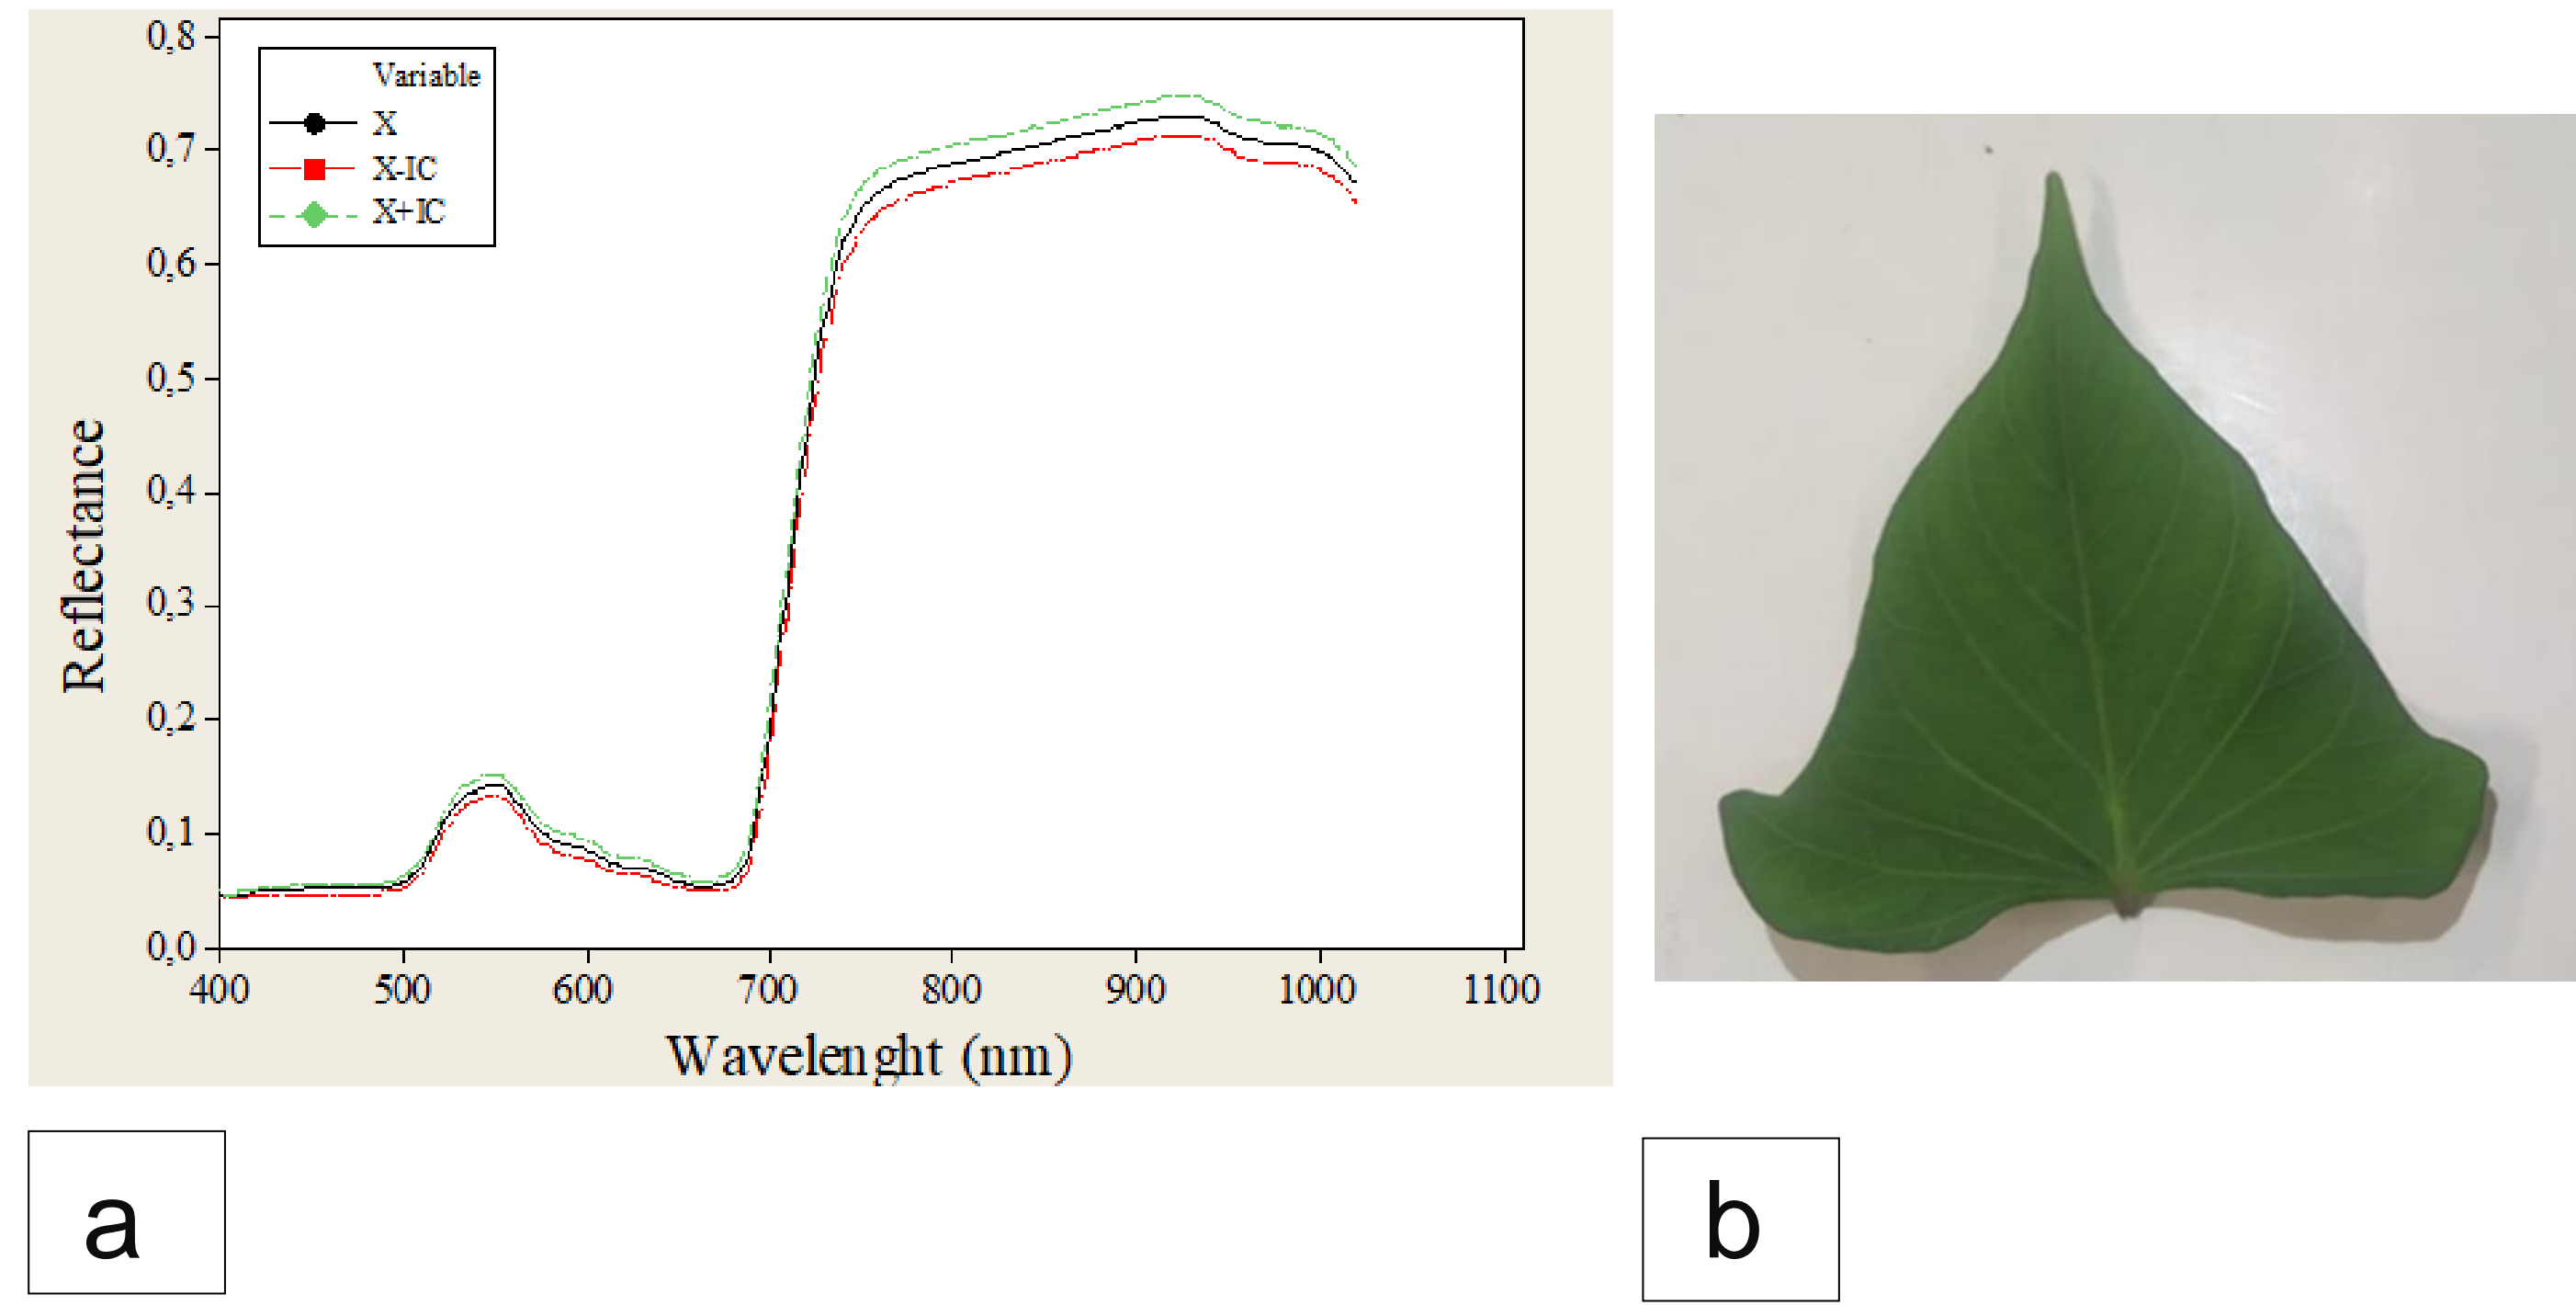 0,8
0,7
0,6
0,5
0,4
0,3
0,2
0,1
0,0
Reflectance
Variable
X
X-IC
X+IC
400 500 600 700 800 900 1000 1100
Wavelenght (nm)
a
b